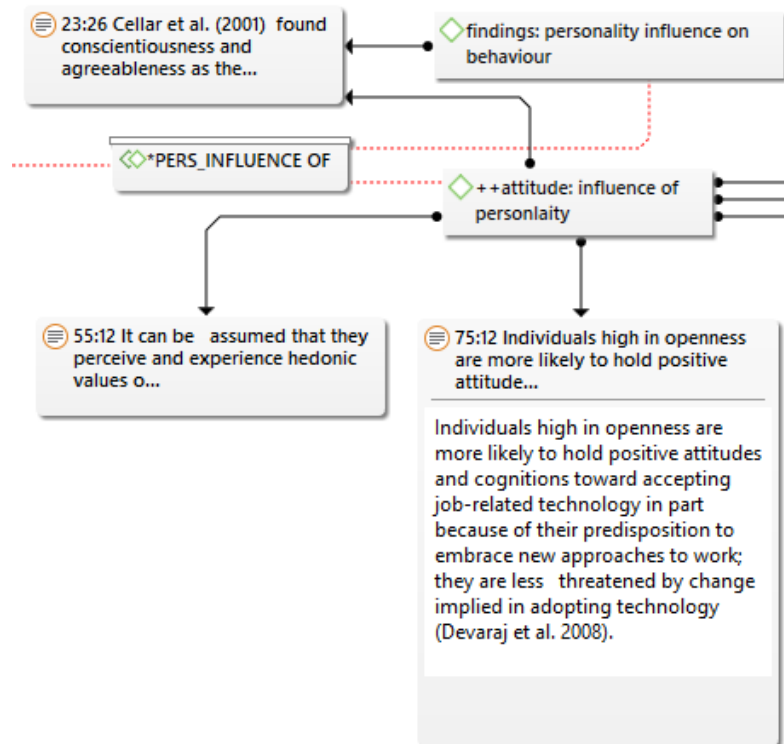 23:26 Cellar et al. (2001) found
conscientiousness and
agreeableness as the...
findings: personality influence on
behaviour
*PERS_INFLUENCE OF
++attitude: influence of
personlaity
55:12 It can be assumed that they
perceive and experience hedonic
values o...
75:12 Individuals high in openness
are more likely to hold positive
attitude...
Individuals high in openness are
more likely to hold positive attitudes
and cognitions toward accepting
job-related technology in part
because of their predisposition to
embrace new approaches to work;
they are less threatened by change
implied in adopting technology
(Devaraj et al. 2008).